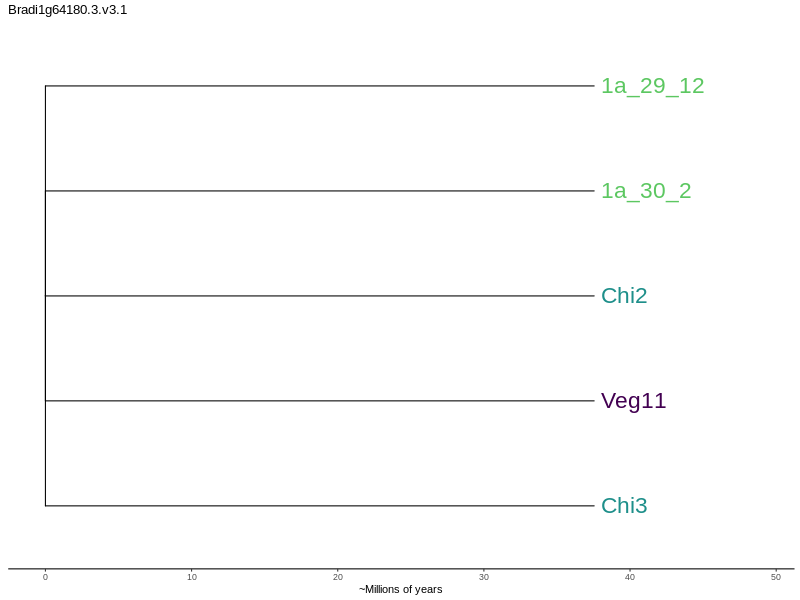 Bradi1g64180.3.v3.1
1a_29_12
1a_30_2
Chi2
Veg11
Chi3
0 10 20 30 40 50
~Millions of years